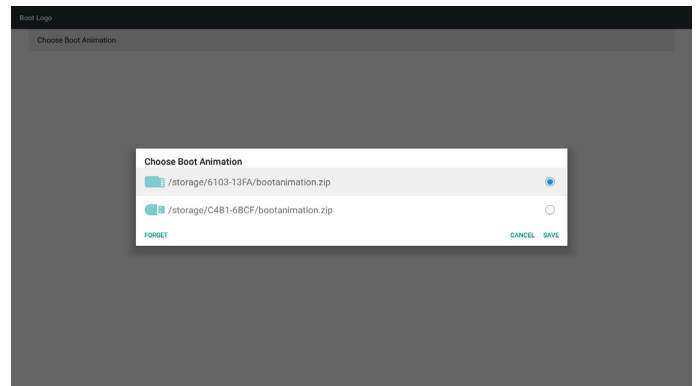 Boot Logo
Choose Boot Animation
Choose Boot Animation
/storage/6103-13FA/bootanimation.zip
/storage/C4B1-6BCF/bootanimation.zip
FORGET CANCEL SAVE